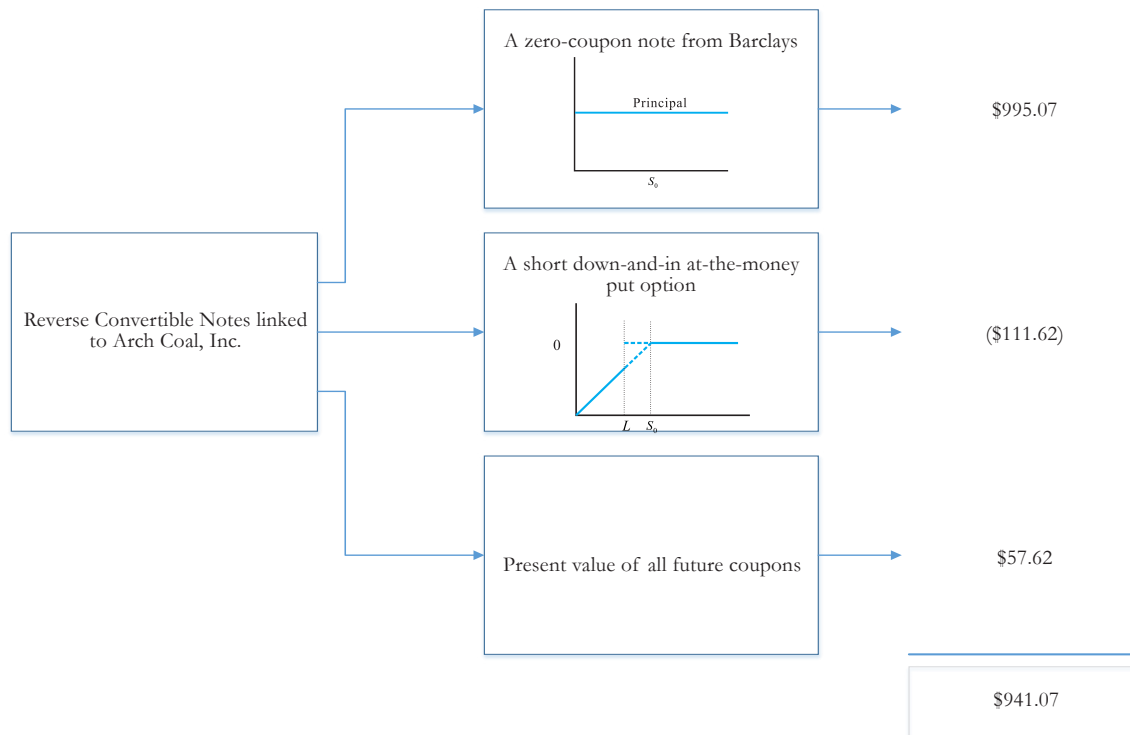 A zero-coupon note from Barclays
Principal
S₀
$995.07
Reverse Convertible Notes linked
to Arch Coal, Inc.
A short down-and-in at-the-money
put option
0
L S₀
($111.62)
Present value of all future coupons
$57.62
$941.07